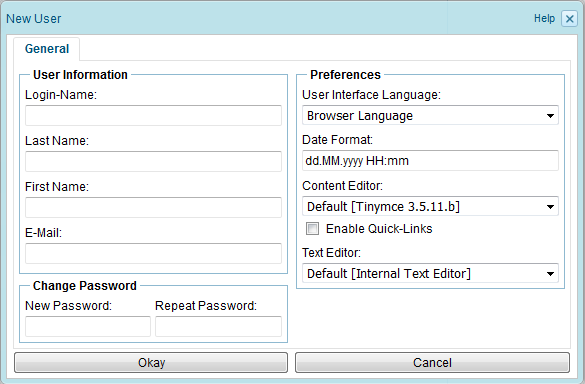 New User
Help
General
User Information
Login-Name:
Last Name:
First Name:
E-Mail:
Change Password
New Password: Repeat Password:
Preferences
User Interface Language:
Browser Language
Date Format:
dd.MM.yyyy HH:mm
Content Editor:
Default [Tinymce 3.5.11.b]
Enable Quick-Links
Text Editor:
Default [Internal Text Editor]
Okay
Cancel